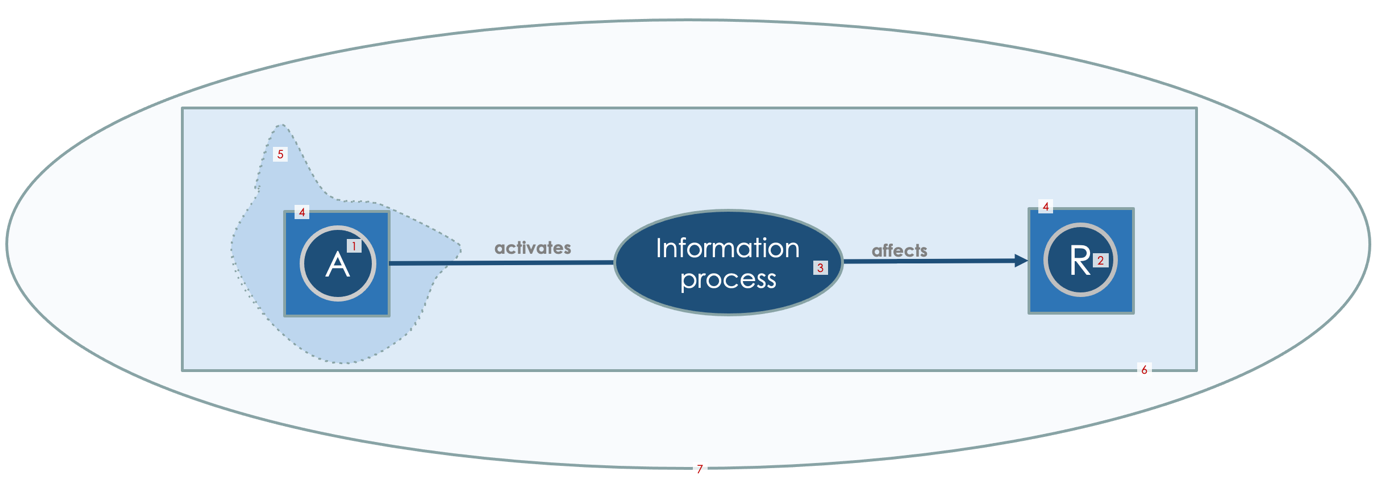 5
4
4
1
A
activates
Information
process
3
affects
R
2
6
7